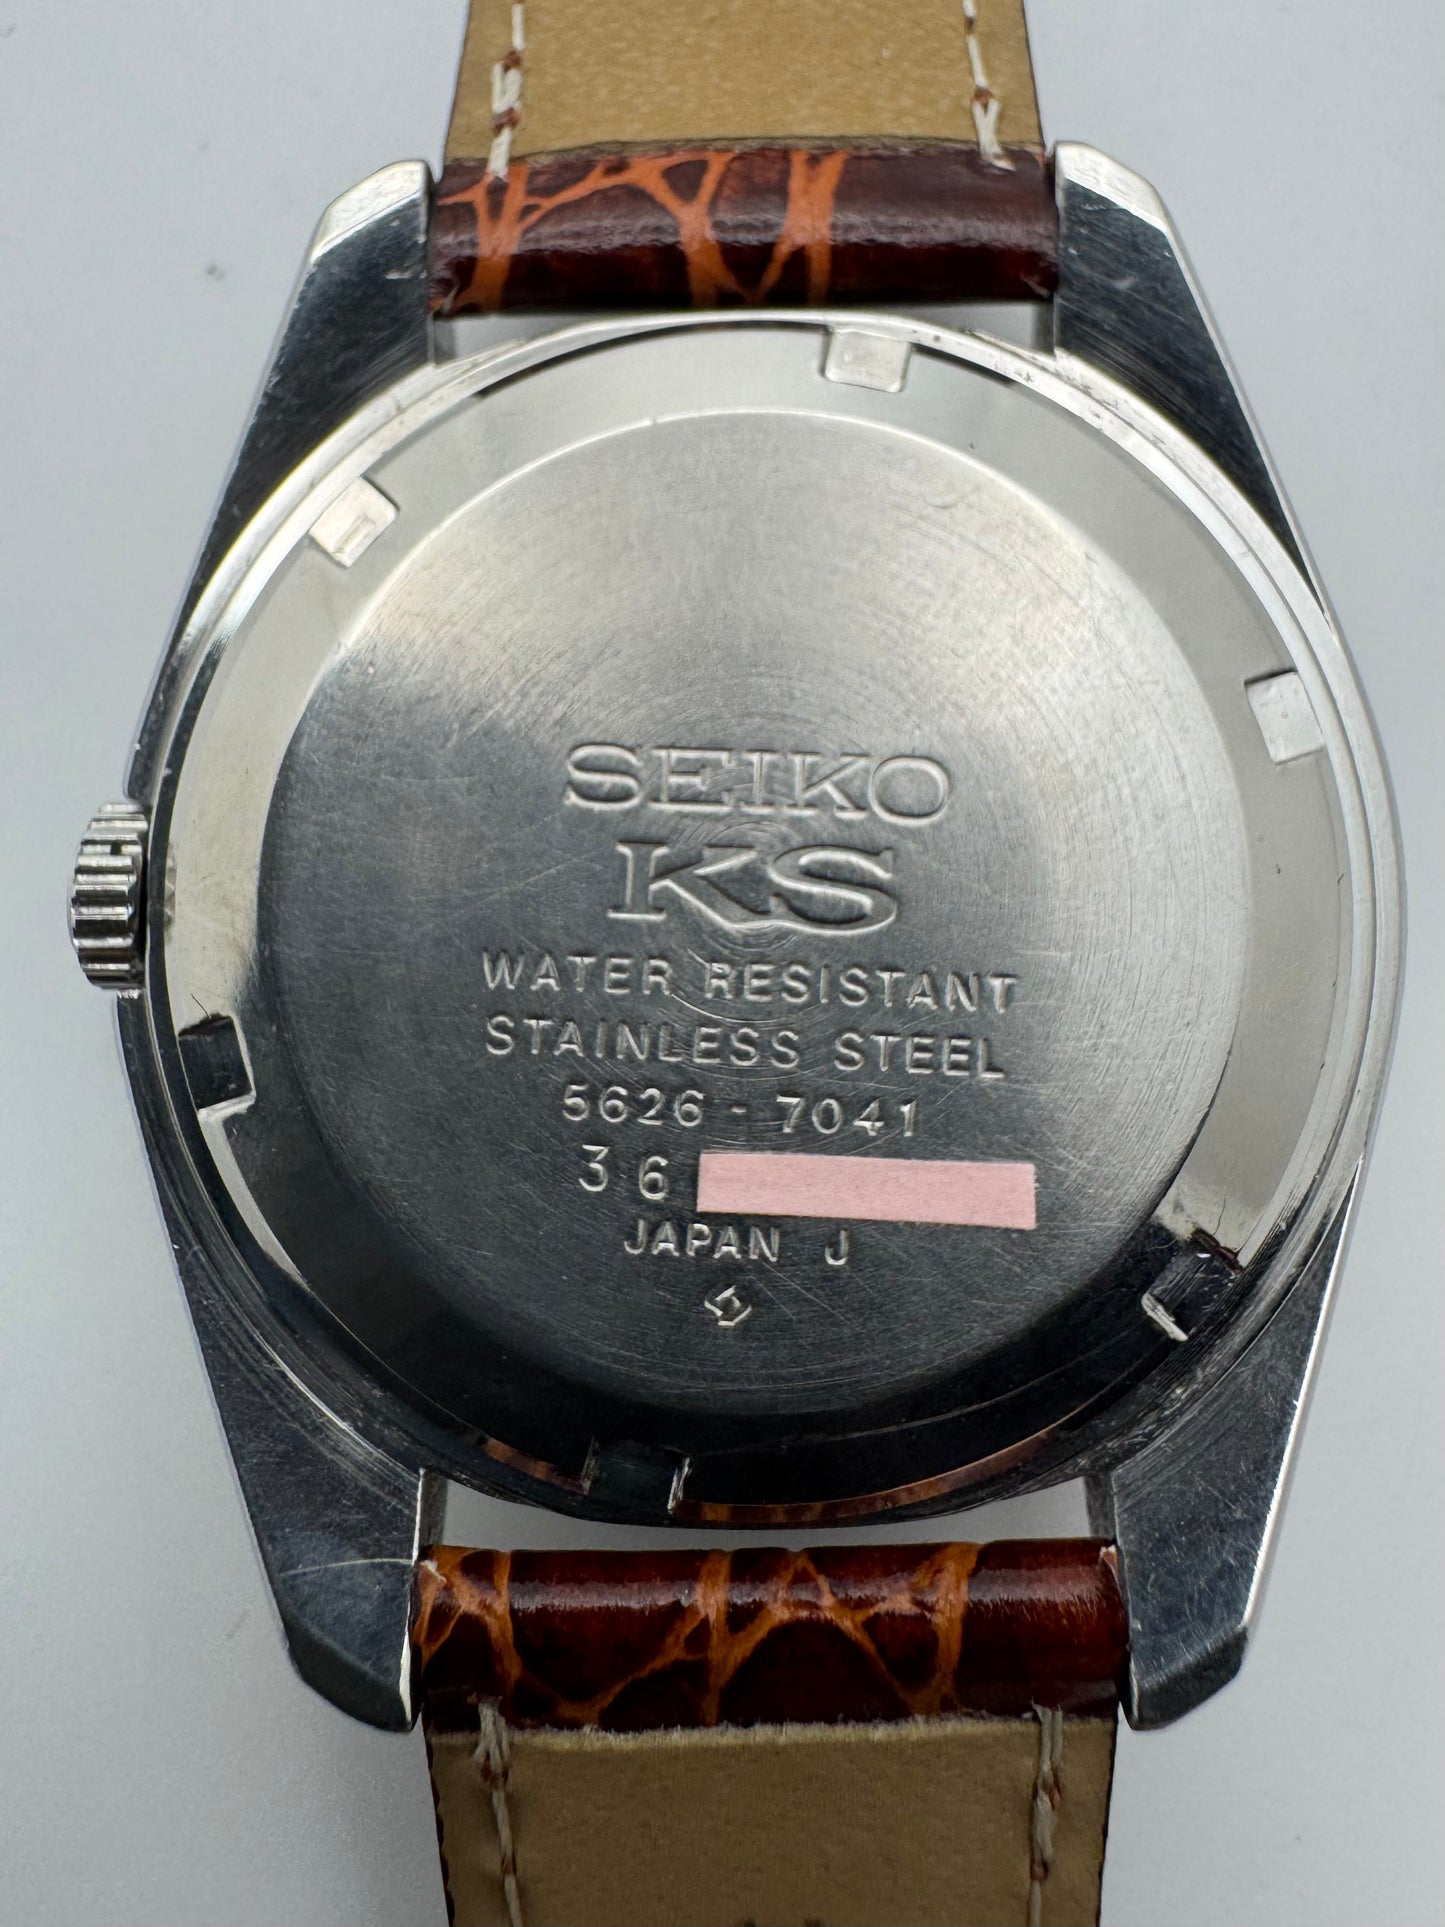 SEIKO
KS
WATER RESISTANT
STAINLESS STEEL
5626-7041
36
JAPAN J